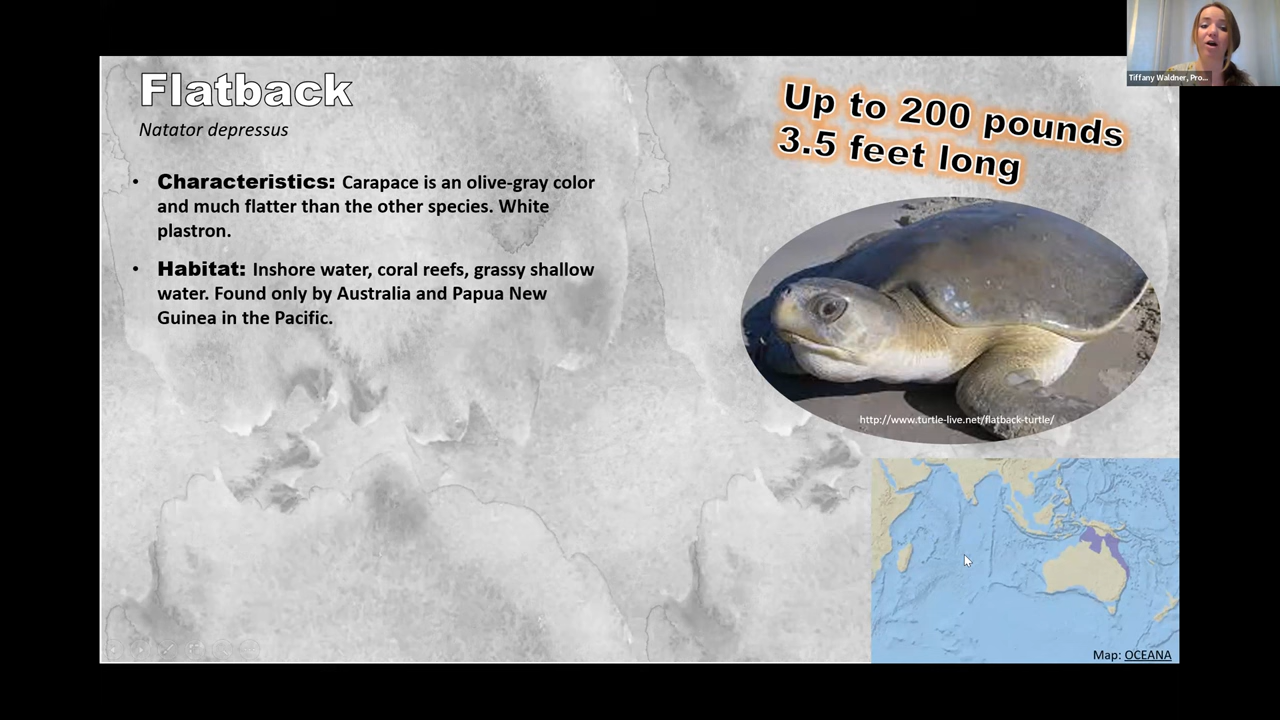 Flatback
Natator depressus
• Characteristics: Carapace is an olive-gray color
and much flatter than the other species. White
plastron.
• Habitat: Inshore water, coral reefs, grassy shallow
water. Found only by Australia and Papua New
Guinea in the Pacific.
Up to 200 pounds
3.5 feet long
http://www.turtle-live.net/flatback-turtle/
Map: OCEANA
Tiffany Waldner, Pro...